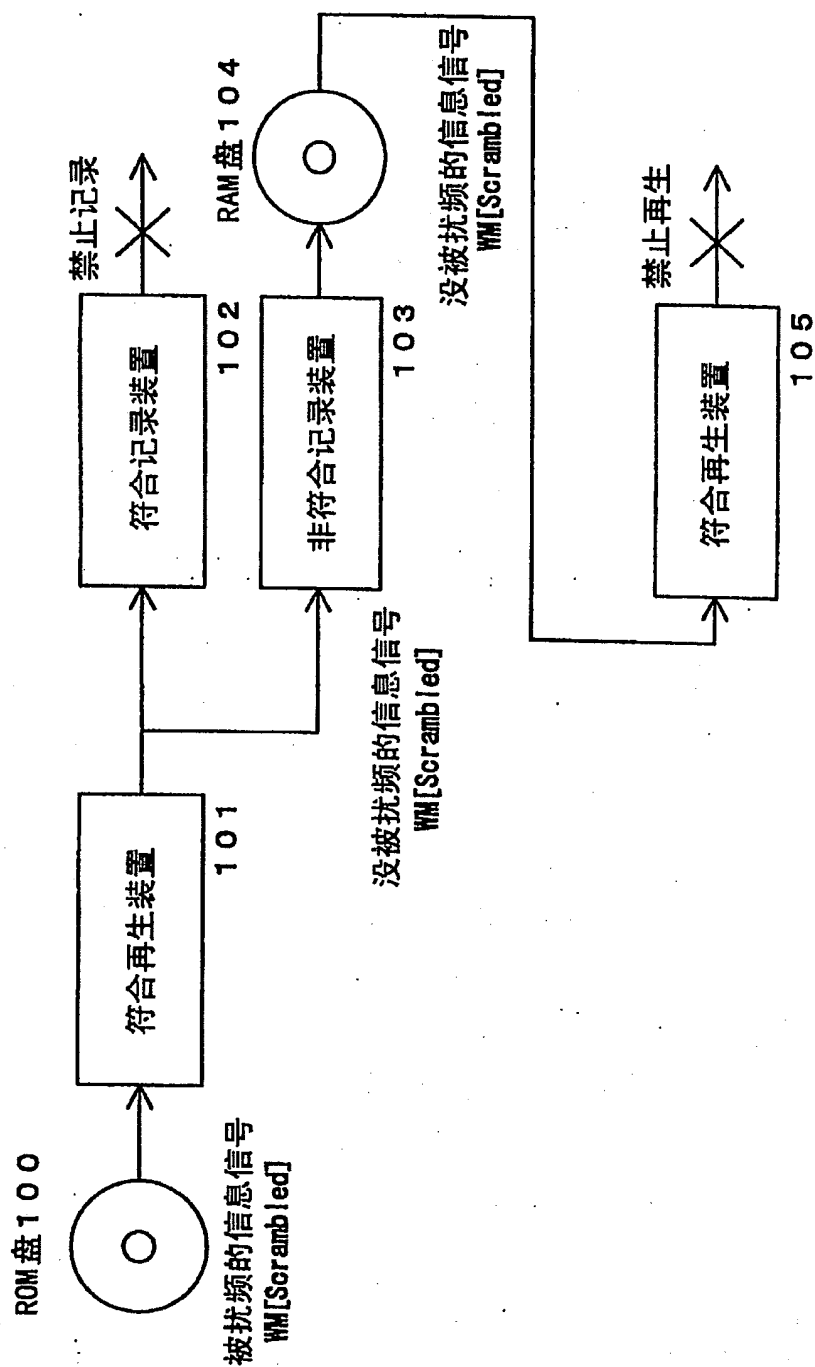 ROM盘100
被扰频的信息信号
WM[Scrambled]
符合再生装置
101
没被扰频的信息信号
WM[Scrambled]
符合记录装置
102
禁止记录
非符合记录装置
103
RAM盘104
没被扰频的信息信号
WM[Scrambled]
符合再生装置
105
禁止再生